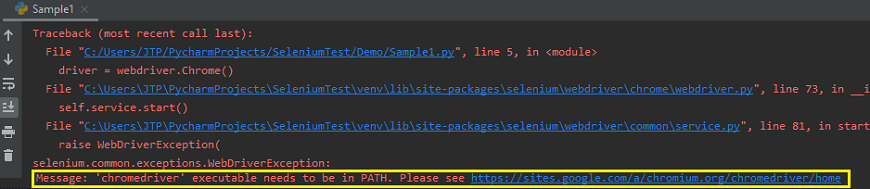 Sample1
Traceback (most recent call last):
File "C:/Users/JTP/PycharmProjects/SeleniumTest/Demo/Sample1.py", line 5, in <module>
driver = webdriver.Chrome()
File "C:\Users\JTP\PycharmProjects\SeleniumTest\venv\lib\site-packages\selenium\webdriver\chrome\webdriver.py", line 73, in __i
self.service.start()
File "C:\Users\JTP\PycharmProjects\SeleniumTest\venv\lib\site-packages\selenium\webdriver\common\service.py", line 81, in start
raise WebDriverException(
selenium.common.exceptions.WebDriverException:
Message: 'chromedriver' executable needs to be in PATH. Please see https://sites.google.com/a/chromium.org/chromedriver/home